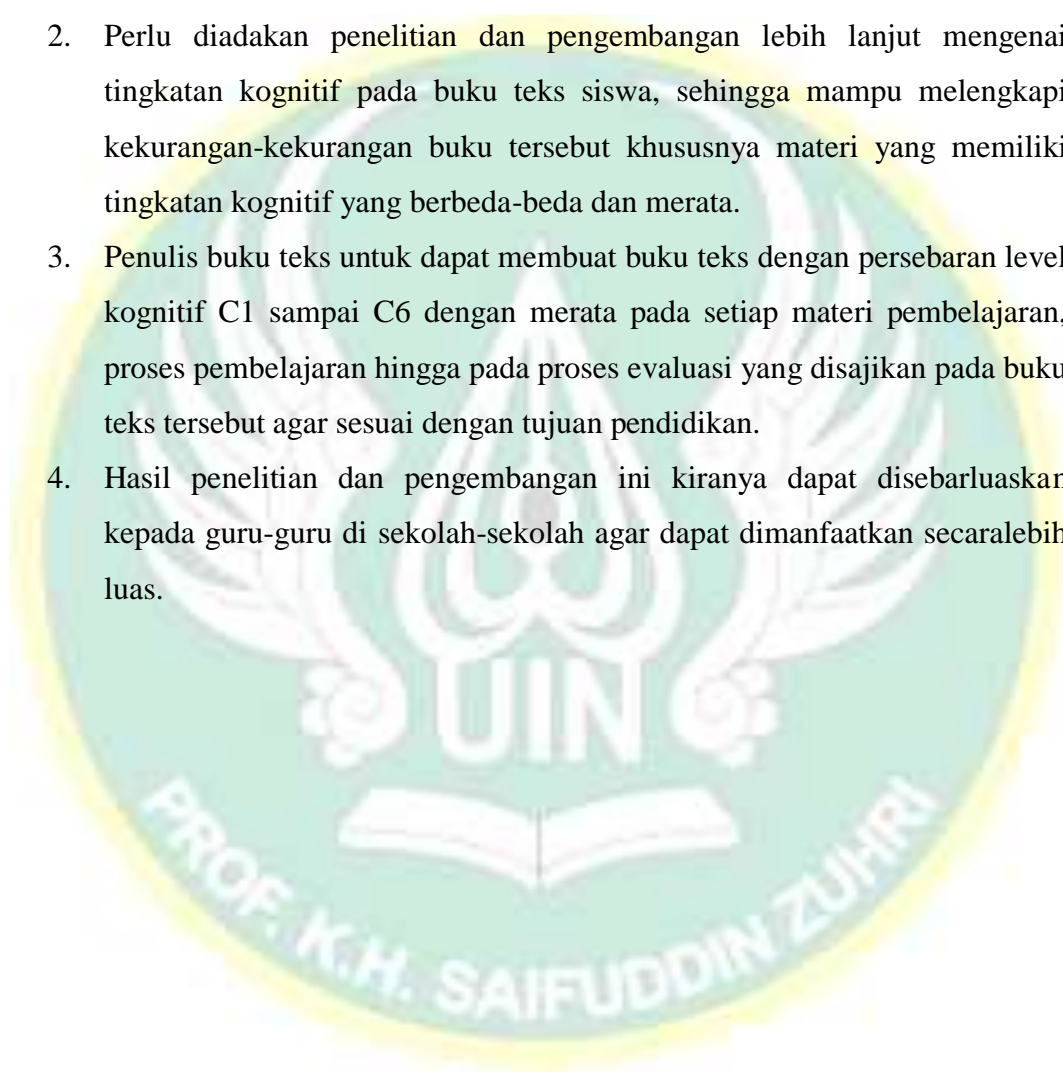 2. Perlu diadakan penelitian dan pengembangan lebih lanjut mengenai
tingkatan kognitif pada buku teks siswa, sehingga mampu melengkapi
kekurangan-kekurangan buku tersebut khususnya materi yang memiliki
tingkatan kognitif yang berbeda-beda dan merata.
3. Penulis buku teks untuk dapat membuat buku teks dengan persebaran level
kognitif C1 sampai C6 dengan merata pada setiap materi pembelajaran,
proses pembelajaran hingga pada proses evaluasi yang disajikan pada buku
teks tersebut agar sesuai dengan tujuan pendidikan.
4. Hasil penelitian dan pengembangan ini kiranya dapat disebarluaskan
kepada guru-guru di sekolah-sekolah agar dapat dimanfaatkan secaralebih
luas.
UIN
PROF. K.H. SAIFUDDIN ZUHRI